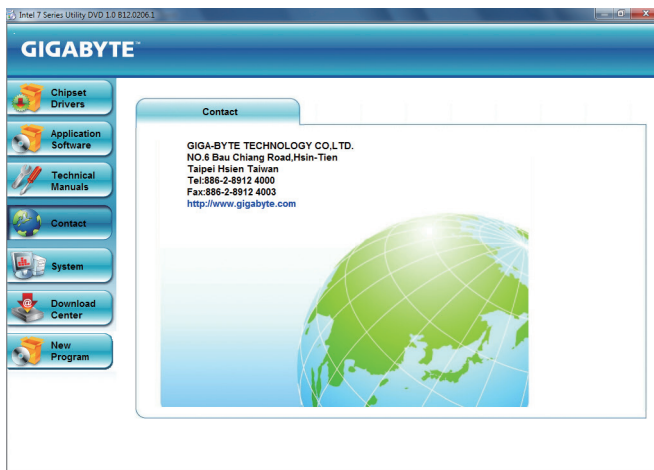 Intel 7 Series Utility DVD 1.0 B12.0206.1
GIGABYTE™
Chipset
Drivers
Application
Software
Technical
Manuals
Contact
System
Download
Center
New
Program
Contact
GIGA-BYTE TECHNOLOGY CO,LTD.
NO.6 Bau Chiang Road,Hsin-Tien
Taipei Hsien Taiwan
Tel:886-2-8912 4000
Fax:886-2-8912 4003
http://www.gigabyte.com